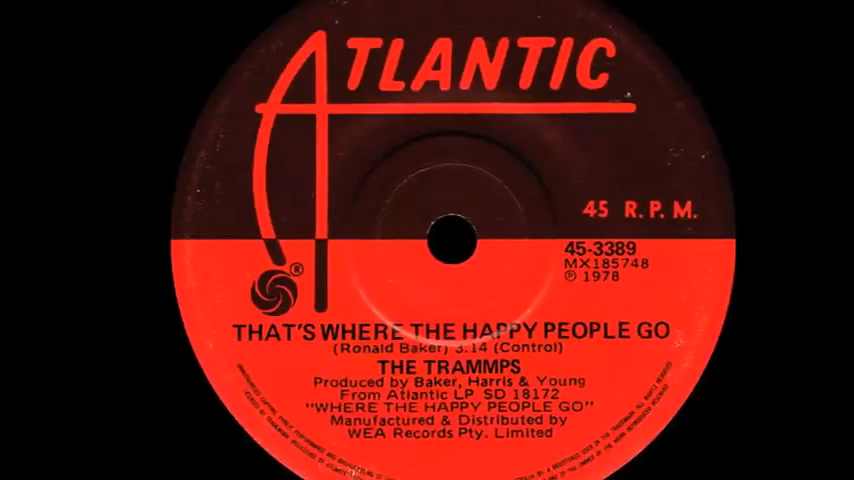 ATLANTIC
45 R.P.M.
45-3389
MX185748
℗ 1978
®
THAT'S WHERE THE HAPPY PEOPLE GO
(Ronald Baker) 3.14 (Control)
THE TRAMMPS
Produced by Baker, Harris & Young
From Atlantic LP SD 18172
"WHERE THE HAPPY PEOPLE GO"
Manufactured & Distributed by
WEA Records Pty. Limited